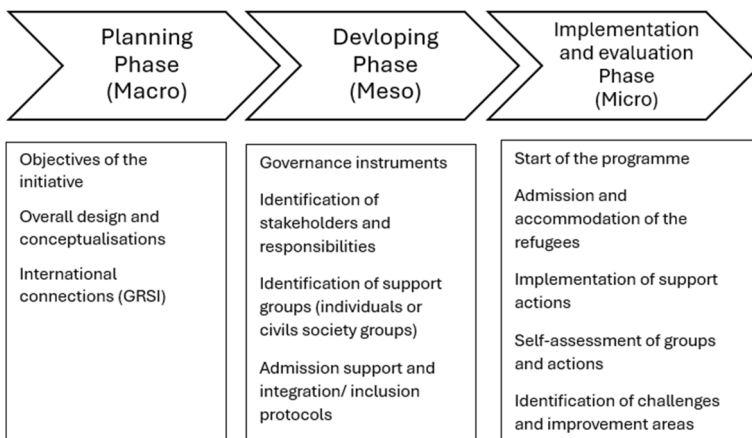 Planning
Phase
(Macro)
Devloping
Phase
(Meso)
Implementation
and evaluation
Phase
(Micro)
Objectives of the
initiative
Overall design and
conceptualisations
International
connections (GRSI)
Governance instruments
Identification of
stakeholders and
responsibilities
Identification of support
groups (individuals or
civils society groups)
Admission support and
integration/ inclusion
protocols
Start of the programme
Admission and
accommodation of the
refugees
Implementation of support
actions
Self-assessment of groups
and actions
Identification of challenges
and improvement areas